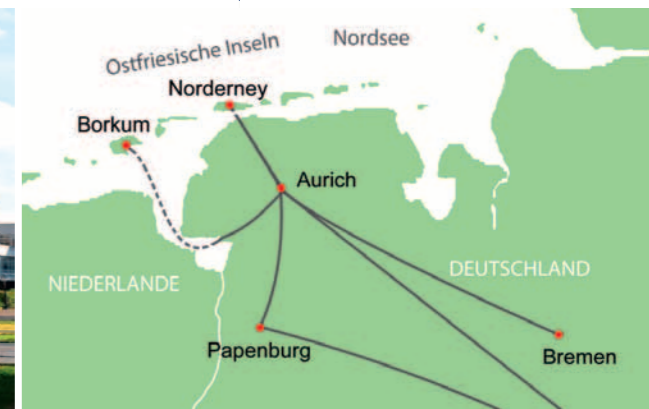 Nordsee
Ostfriesische Inseln
Norderney
Borkum
Aurich
DEUTSCHLAND
NIEDERLANDE
Papenburg
Bremen